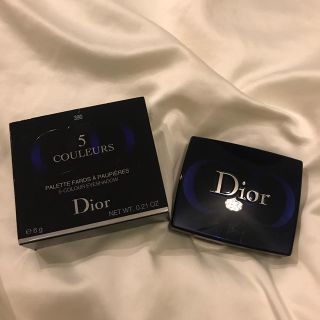 5
COULEURS
PALETTE FARDS À PAUPIÈRES
5-COLOUR EYESHADOW
Dior
℮ 6 g NET WT. 0.21 OZ
Dior